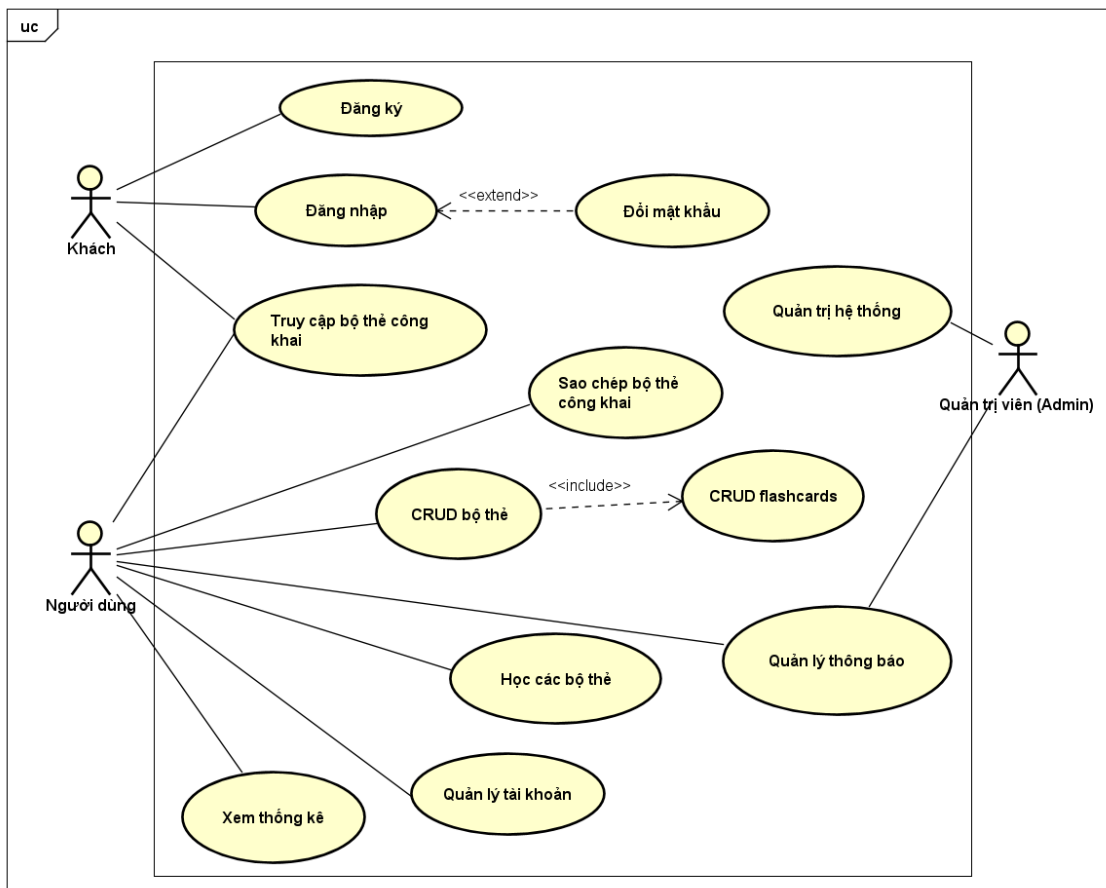 uc
Đăng ký
<<extend>>
Đăng nhập
Đổi mật khẩu
Khách
Truy cập bộ thẻ công
khai
Quản trị hệ thống
Sao chép bộ thẻ
công khai
Quản trị viên (Admin)
<<include>>
CRUD bộ thẻ
CRUD flashcards
Người dùng
Quản lý thông báo
Học các bộ thẻ
Quản lý tài khoản
Xem thống kê